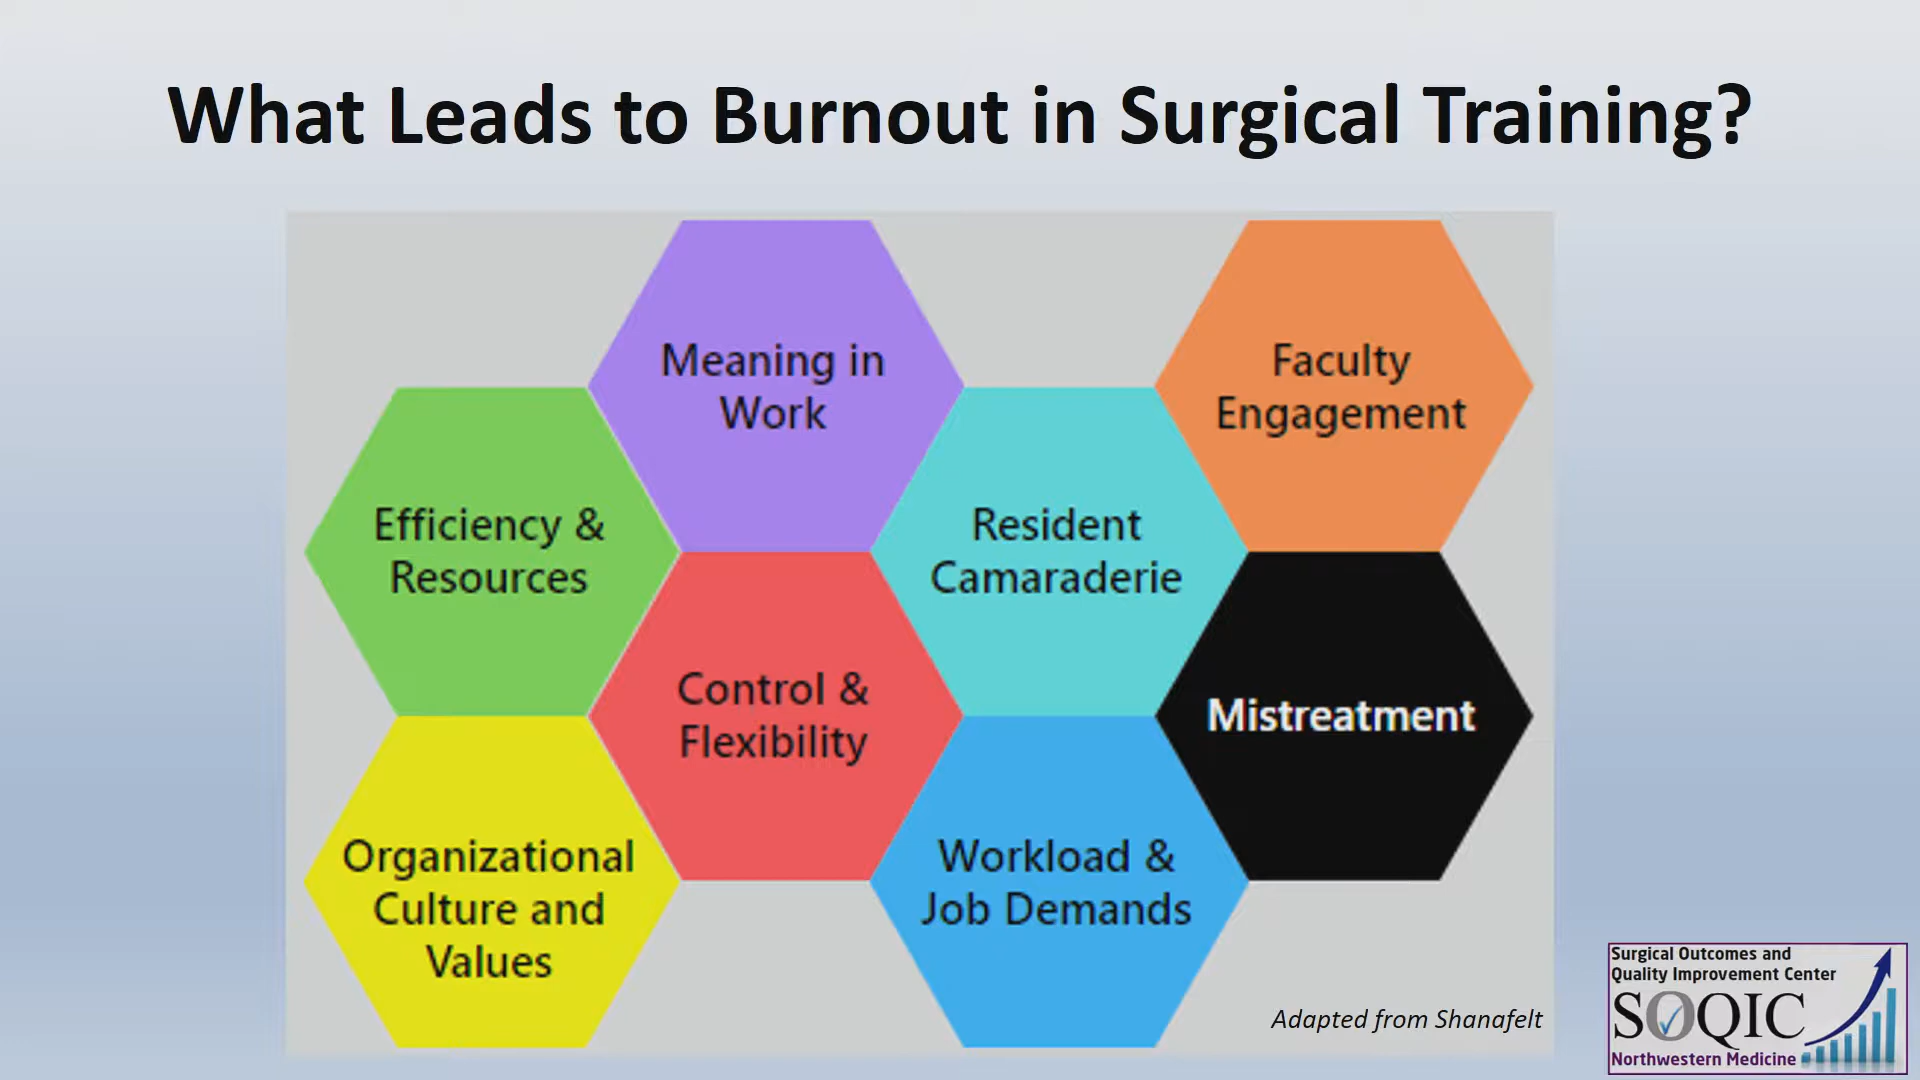 What Leads to Burnout in Surgical Training?
Meaning in
Work
Faculty
Engagement
Efficiency &
Resources
Resident
Camaraderie
Control &
Flexibility
Mistreatment
Organizational
Culture and
Values
Workload &
Job Demands
Adapted from Shanafelt
Surgical Outcomes and
Quality Improvement Center
SOQIC
Northwestern Medicine